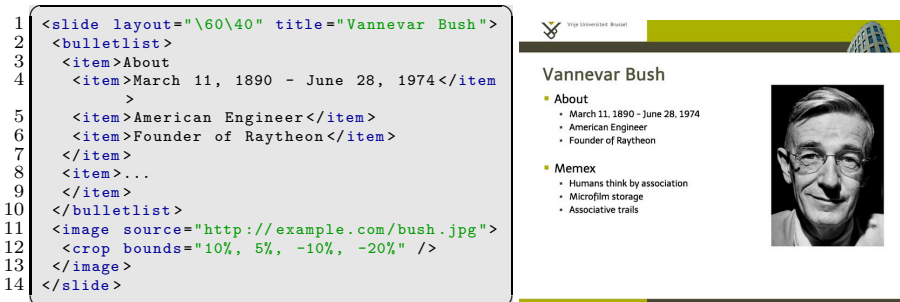 1 <slide layout="\60\40" title="Vannevar Bush">
2 <bulletlist>
3 <item>About
4 <item>March 11, 1890 - June 28, 1974</item
>
5 <item>American Engineer</item>
6 <item>Founder of Raytheon</item>
7 </item>
8 <item>...
9 </item>
10 </bulletlist>
11 <image source="http://example.com/bush.jpg">
12 <crop bounds="10%, 5%, -10%, -20%" />
13 </image>
14 </slide>
Vrije Universiteit Brussel
Vannevar Bush
About
March 11, 1890 - June 28, 1974
American Engineer
Founder of Raytheon
Memex
Humans think by association
Microfilm storage
Associative trails